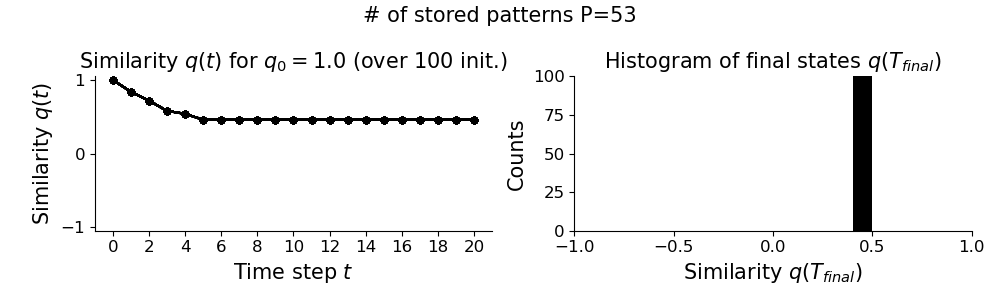 # of stored patterns P=53
Similarity q(t) for q₀ = 1.0 (over 100 init.)
1
0
−1
Similarity q(t)
0 2 4 6 8 10 12 14 16 18 20
Time step t
Histogram of final states q(T_final)
100
75
50
25
0
Counts
−1.0 −0.5 0.0 0.5 1.0
Similarity q(T_final)